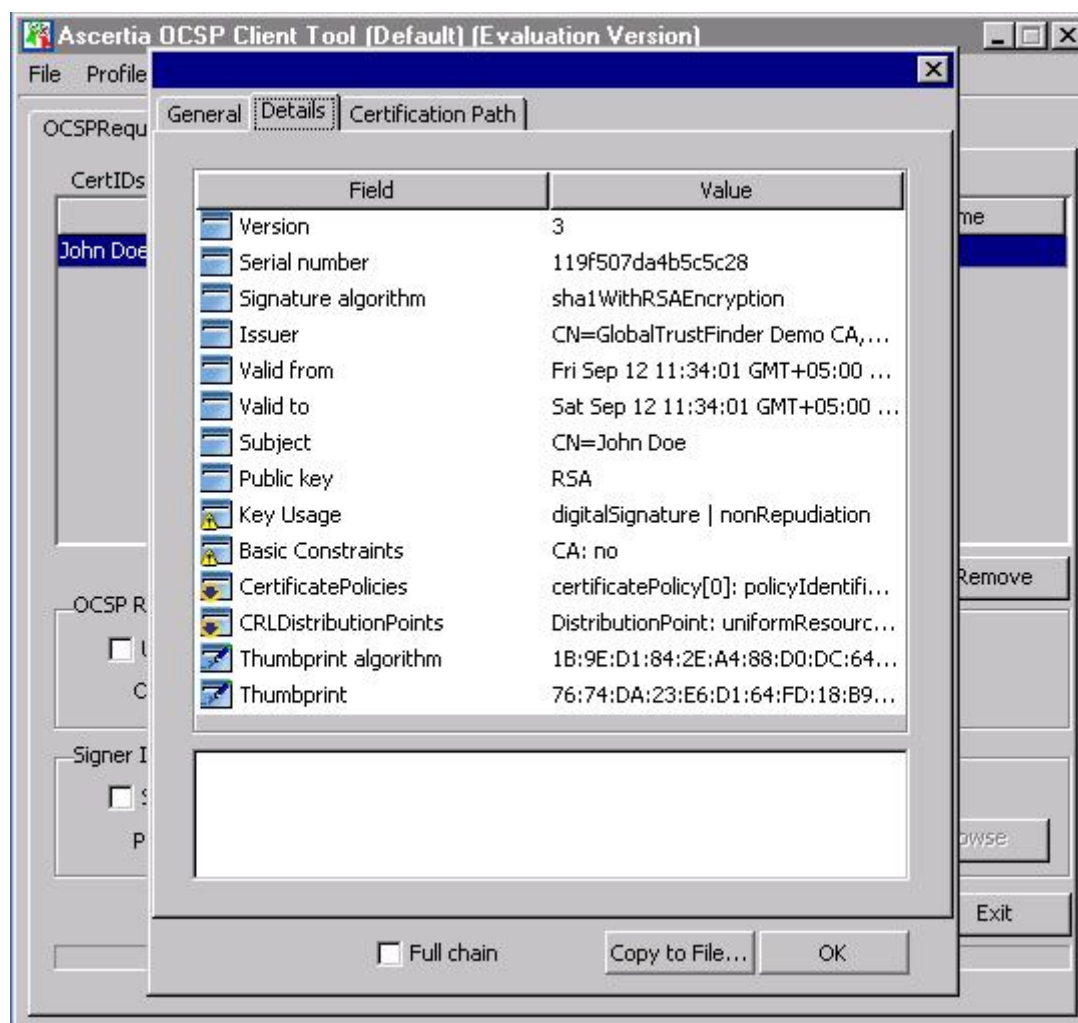 Ascertia OCSP Client Tool (Default) (Evaluation Version)
File Profile
General Details Certification Path
OCSPRequ
CertIDs
Field Value
me
John Doe
Version 3
Serial number 119f507da4b5c5c28
Signature algorithm sha1WithRSAEncryption
Issuer CN=GlobalTrustFinder Demo CA,...
Valid from Fri Sep 12 11:34:01 GMT+05:00 ...
Valid to Sat Sep 12 11:34:01 GMT+05:00 ...
Subject CN=John Doe
Public key RSA
Key Usage digitalSignature | nonRepudiation
Basic Constraints CA: no
CertificatePolicies certificatePolicy[0]: policyIdentifi...
CRLDistributionPoints DistributionPoint: uniformResourc...
Thumbprint algorithm 1B:9E:D1:84:2E:A4:88:D0:DC:64...
Thumbprint 76:74:DA:23:E6:D1:64:FD:18:B9...
Remove
OCSP R
Signer I
P
owse
Exit
Full chain Copy to File... OK